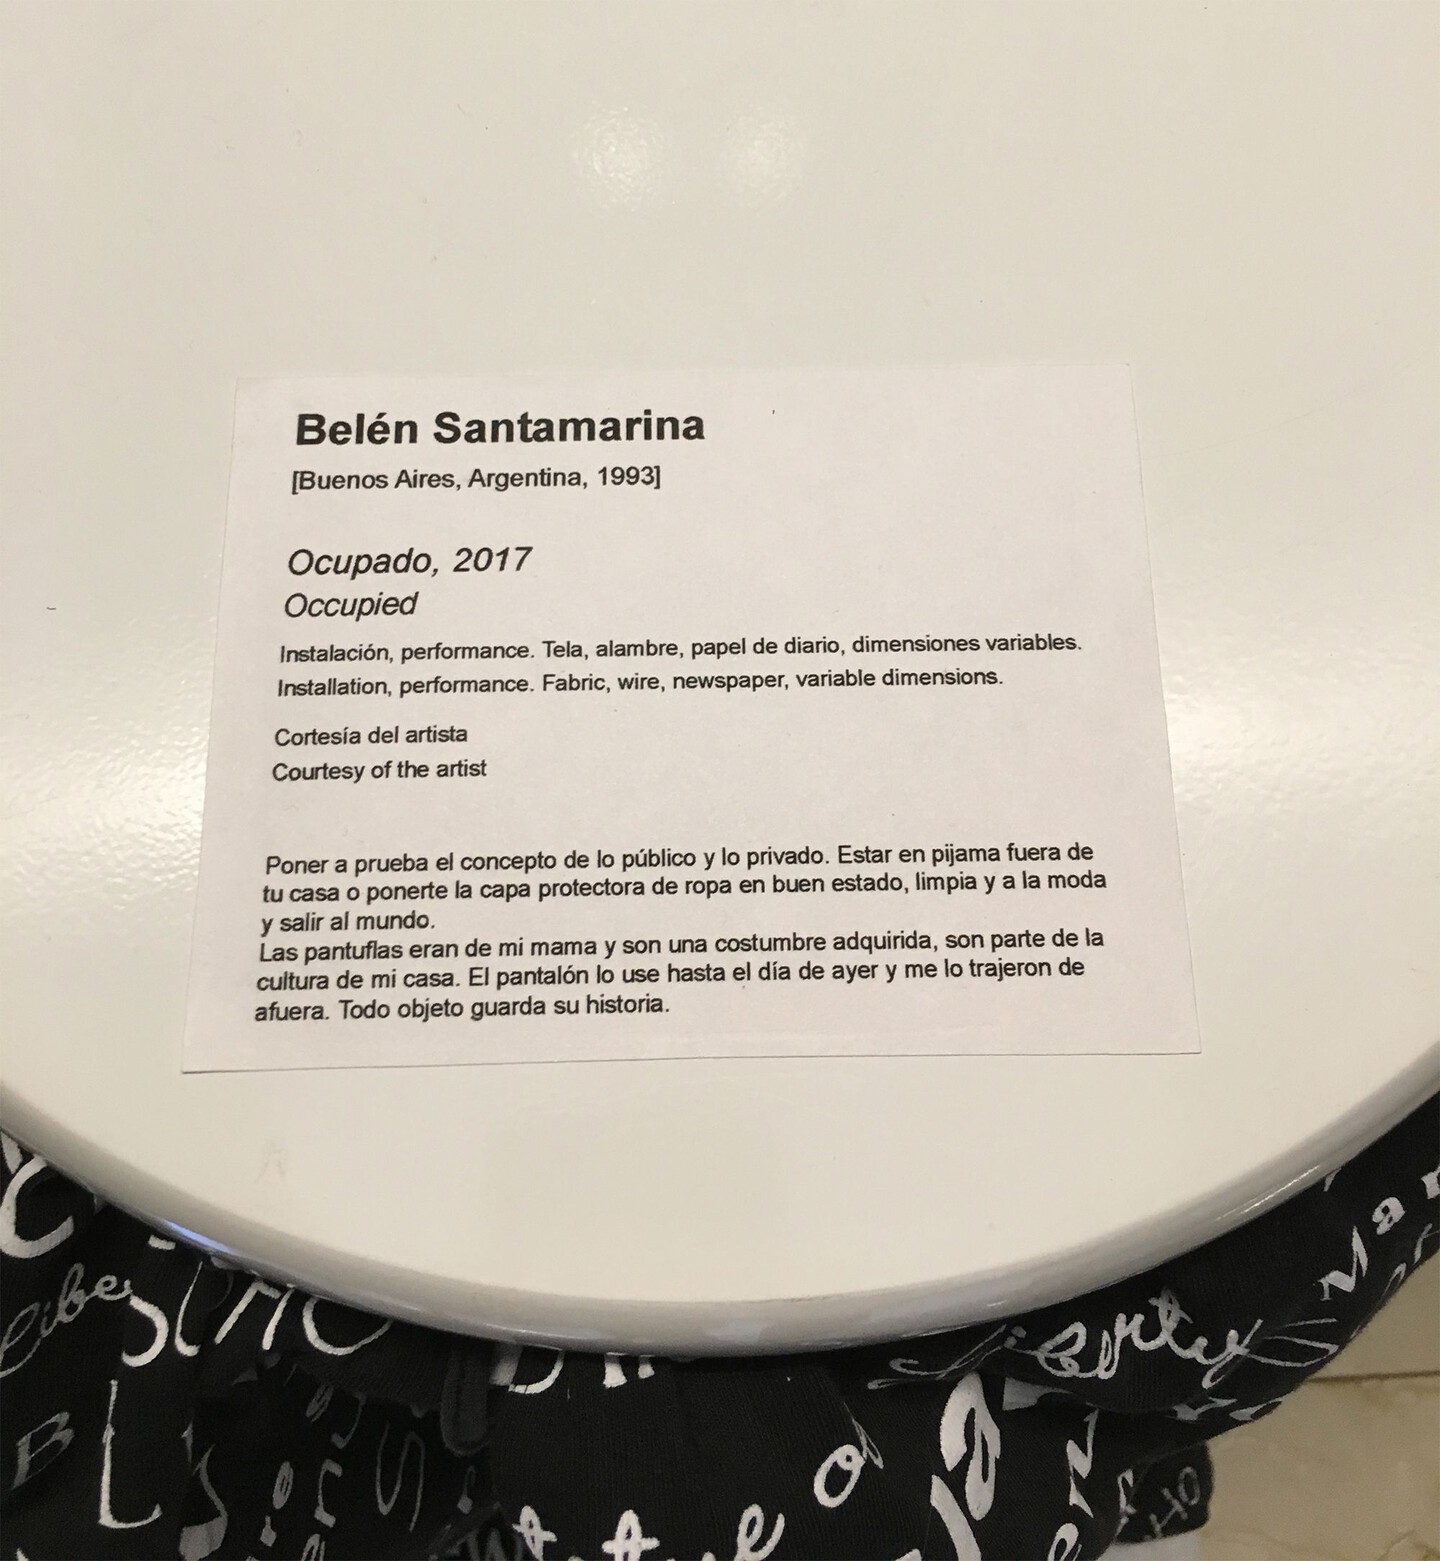 Belén Santamarina
[Buenos Aires, Argentina, 1993]
Ocupado, 2017
Occupied
Instalación, performance. Tela, alambre, papel de diario, dimensiones variables.
Installation, performance. Fabric, wire, newspaper, variable dimensions.
Cortesía del artista
Courtesy of the artist
Poner a prueba el concepto de lo público y lo privado. Estar en pijama fuera de
tu casa o ponerte la capa protectora de ropa en buen estado, limpia y a la moda
y salir al mundo.
Las pantuflas eran de mi mama y son una costumbre adquirida, son parte de la
cultura de mi casa. El pantalón lo use hasta el día de ayer y me lo trajeron de
afuera. Todo objeto guarda su historia.
liberty